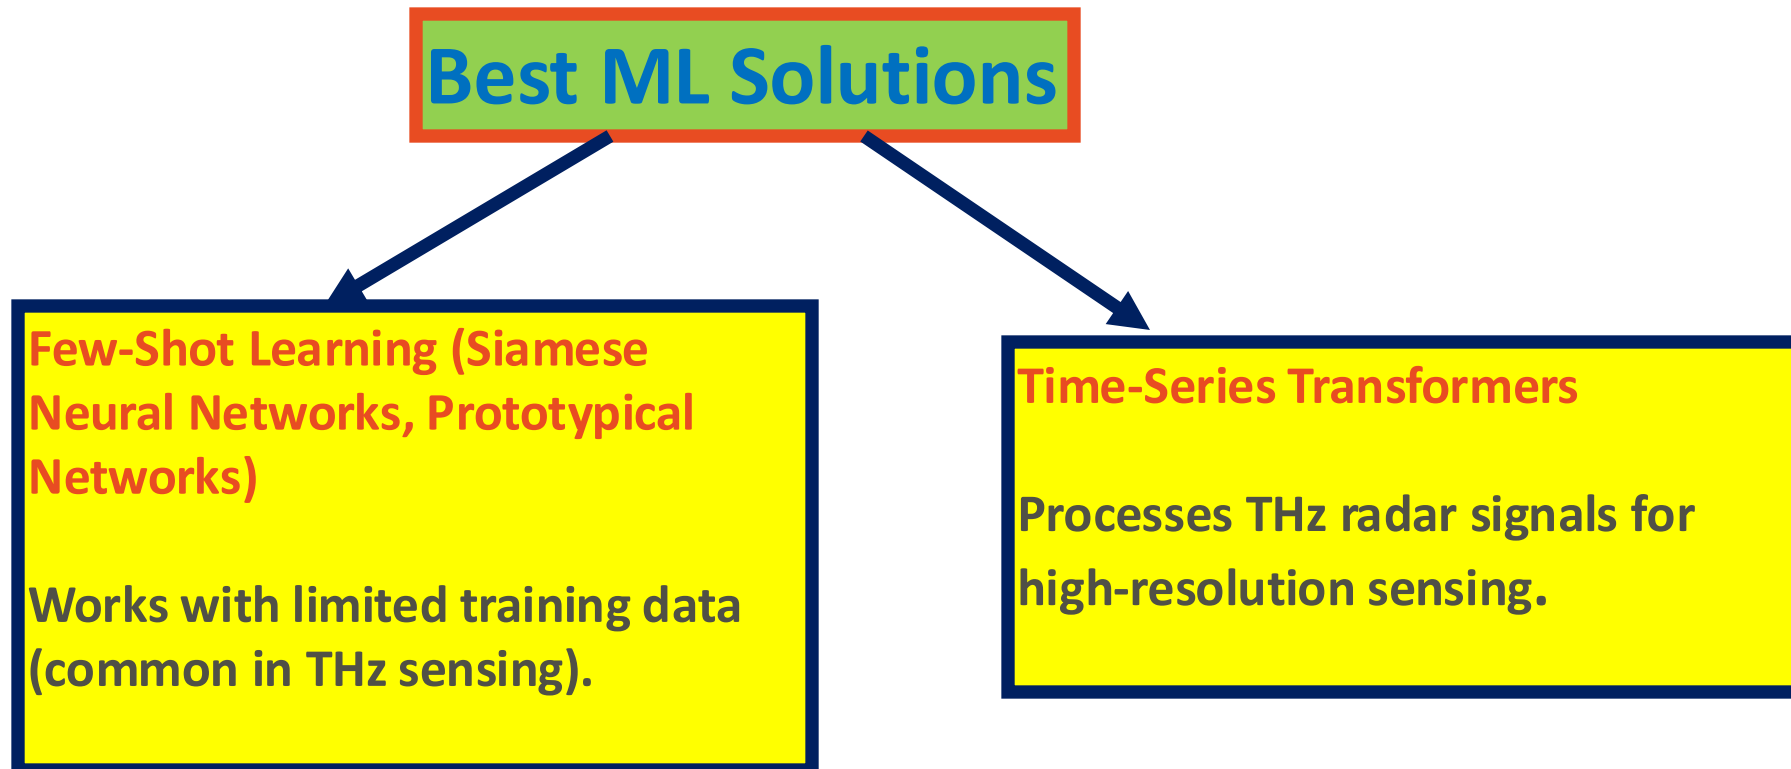 Best ML Solutions
Few-Shot Learning (Siamese
Neural Networks, Prototypical
Networks)
Works with limited training data
(common in THz sensing).
Time-Series Transformers
Processes THz radar signals for
high-resolution sensing.